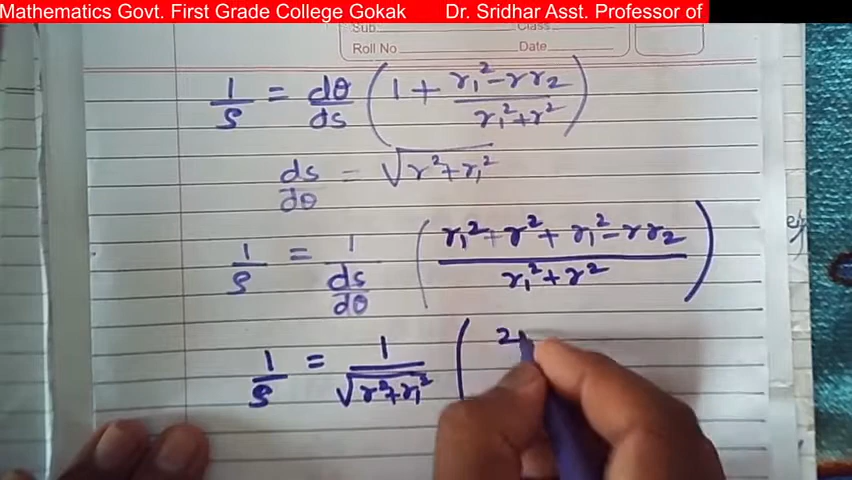 Mathematics Govt. First Grade College Gokak Dr. Sridhar Asst. Professor of
Sub Class
Roll No Date
1/ρ = dθ/ds (1 + (r₁² - r r₂)/(r₁² + r²))
ds/dθ = √(r² + r₁²)
1/ρ = 1/(ds/dθ) ((r₁² + r² + r₁² - r r₂)/(r₁² + r²))
1/ρ = 1/√(r² + r₁²) ( 2